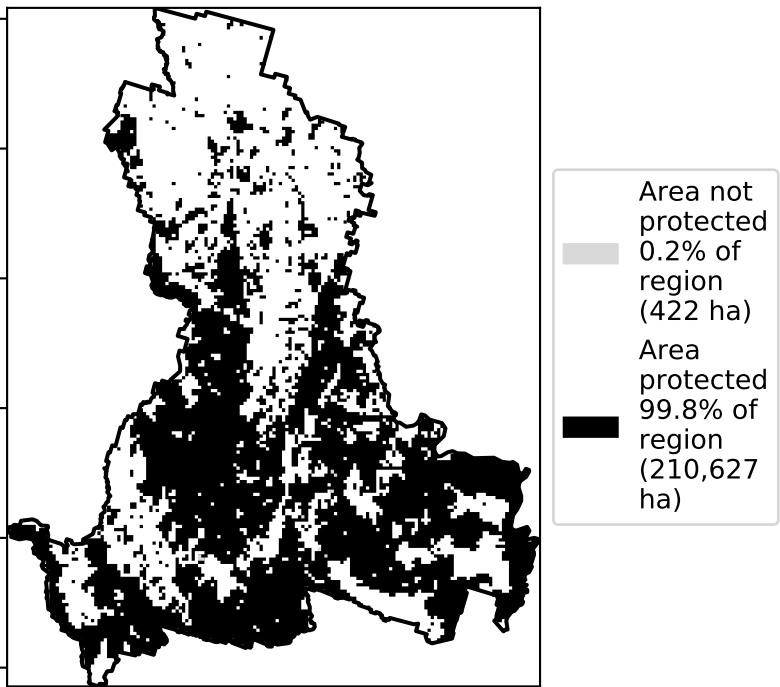 Area not
protected
0.2% of
region
(422 ha)
Area
protected
99.8% of
region
(210,627
ha)